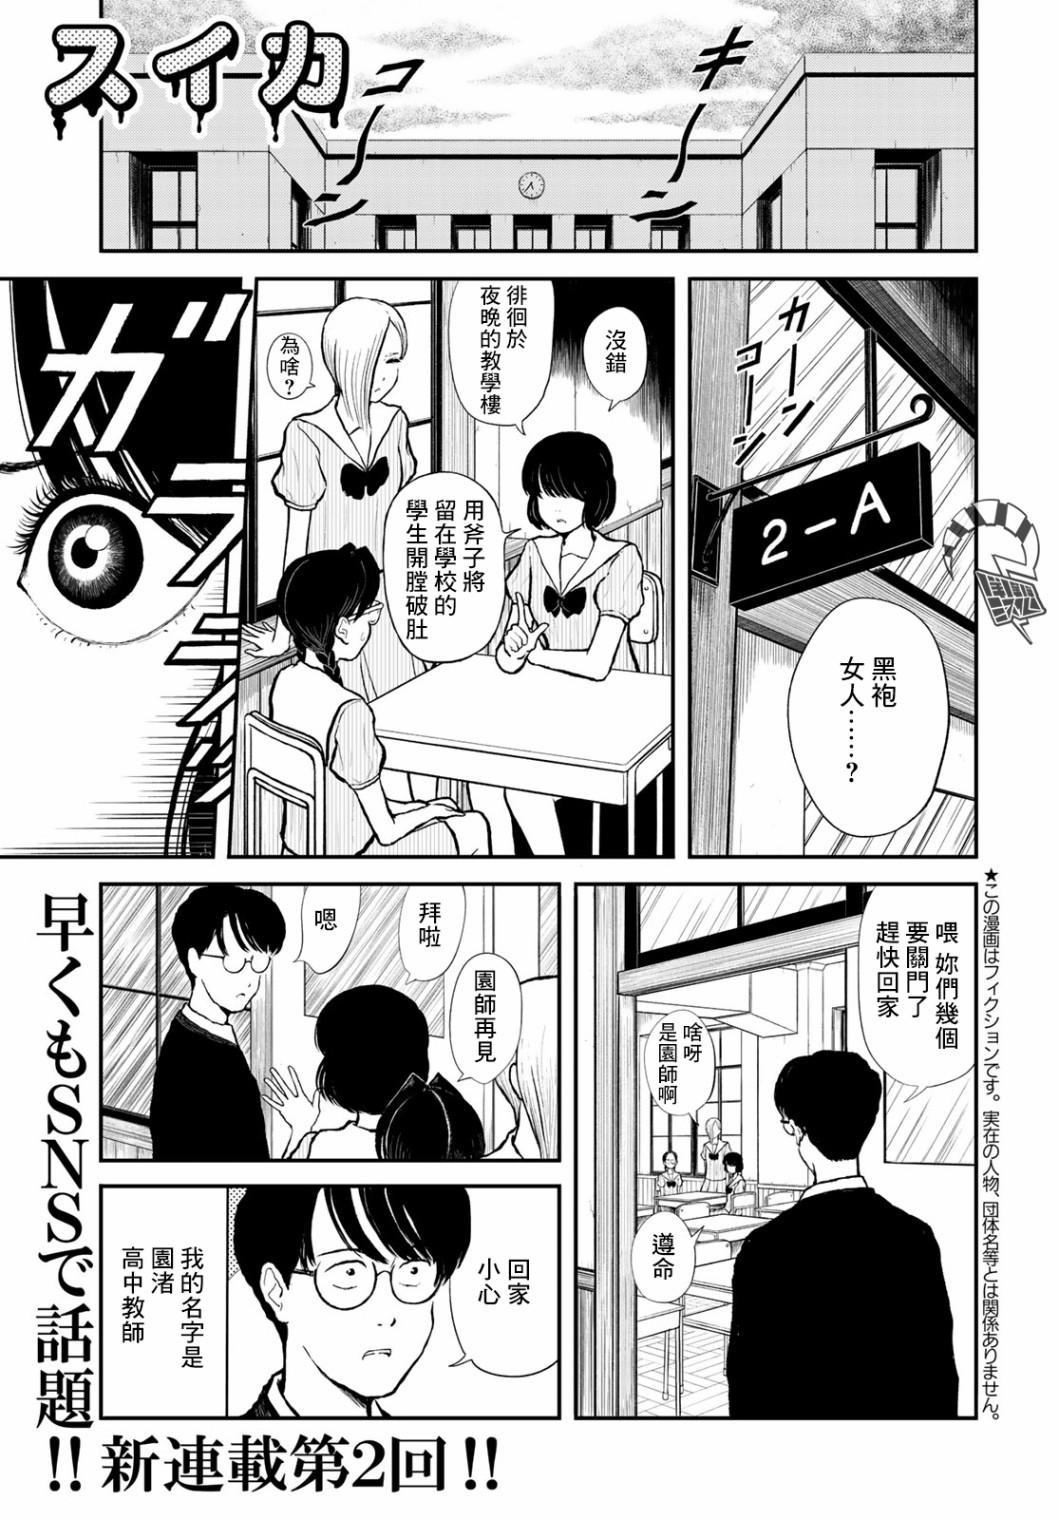 スイカ
キーン
コーン
カーン
コーン
2-A
黑袍
女人……?
沒錯
徘徊於
夜晚的教學樓
用斧子將
留在學校的
學生開膛破肚
為啥?
ガラララ
喂 妳們幾個
要關門了
趕快回家
啥呀
是園師啊
遵命
拜啦
嗯
園師再見
回家
小心
我的名字是
園渚
高中教師
★この漫画はフィクションです。実在の人物、団体名等とは関係ありません。
早くもSNSで話題!!
新連載第2回!!